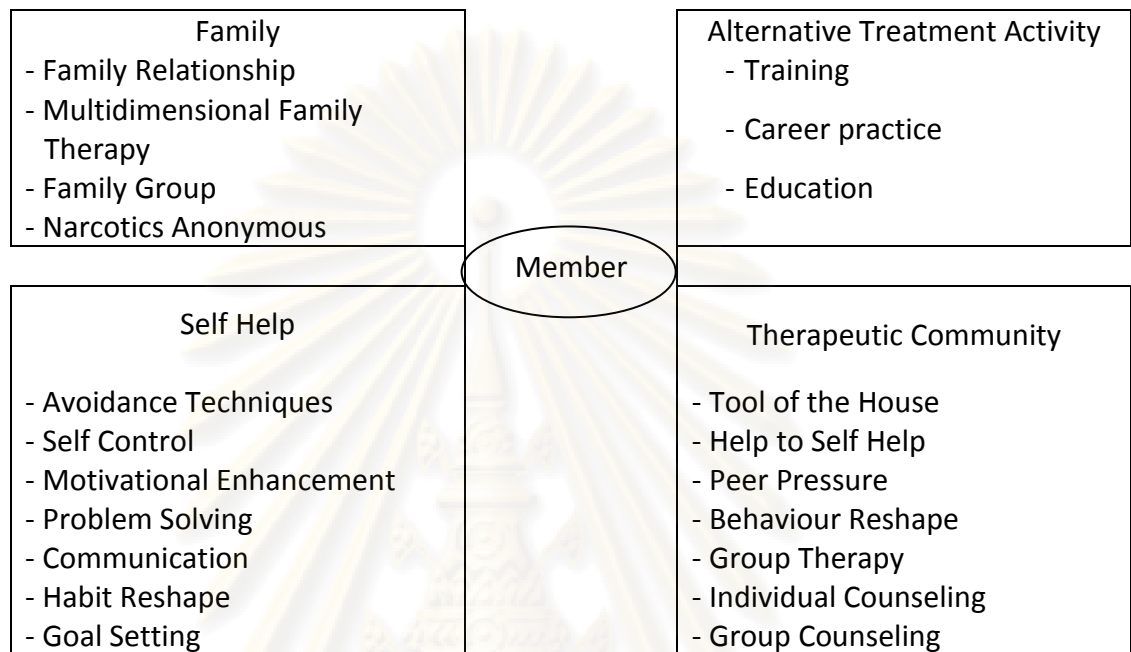 Family
- Family Relationship
- Multidimensional Family
Therapy
- Family Group
- Narcotics Anonymous
Alternative Treatment Activity
- Training
- Career practice
- Education
Member
Self Help
- Avoidance Techniques
- Self Control
- Motivational Enhancement
- Problem Solving
- Communication
- Habit Reshape
- Goal Setting
Therapeutic Community
- Tool of the House
- Help to Self Help
- Peer Pressure
- Behaviour Reshape
- Group Therapy
- Individual Counseling
- Group Counseling